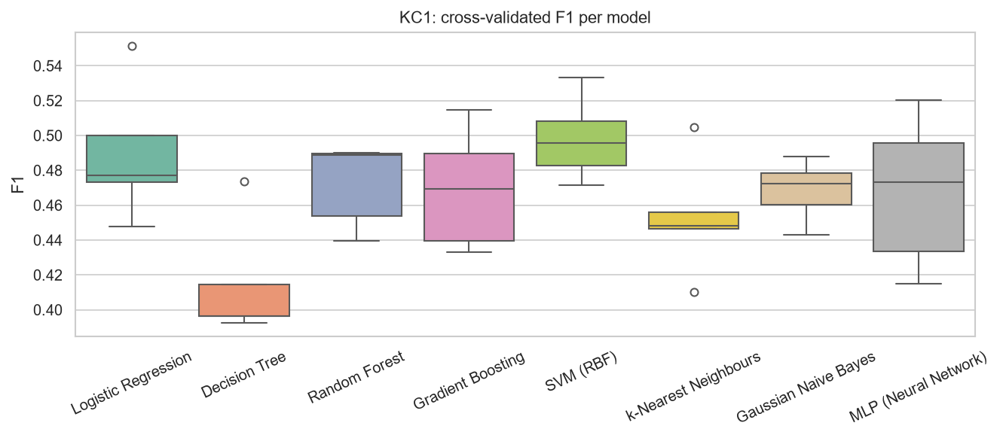 KC1: cross-validated F1 per model
F1
0.54
0.52
0.50
0.48
0.46
0.44
0.42
0.40
Logistic Regression
Decision Tree
Random Forest
Gradient Boosting
SVM (RBF)
k-Nearest Neighbours
Gaussian Naive Bayes
MLP (Neural Network)